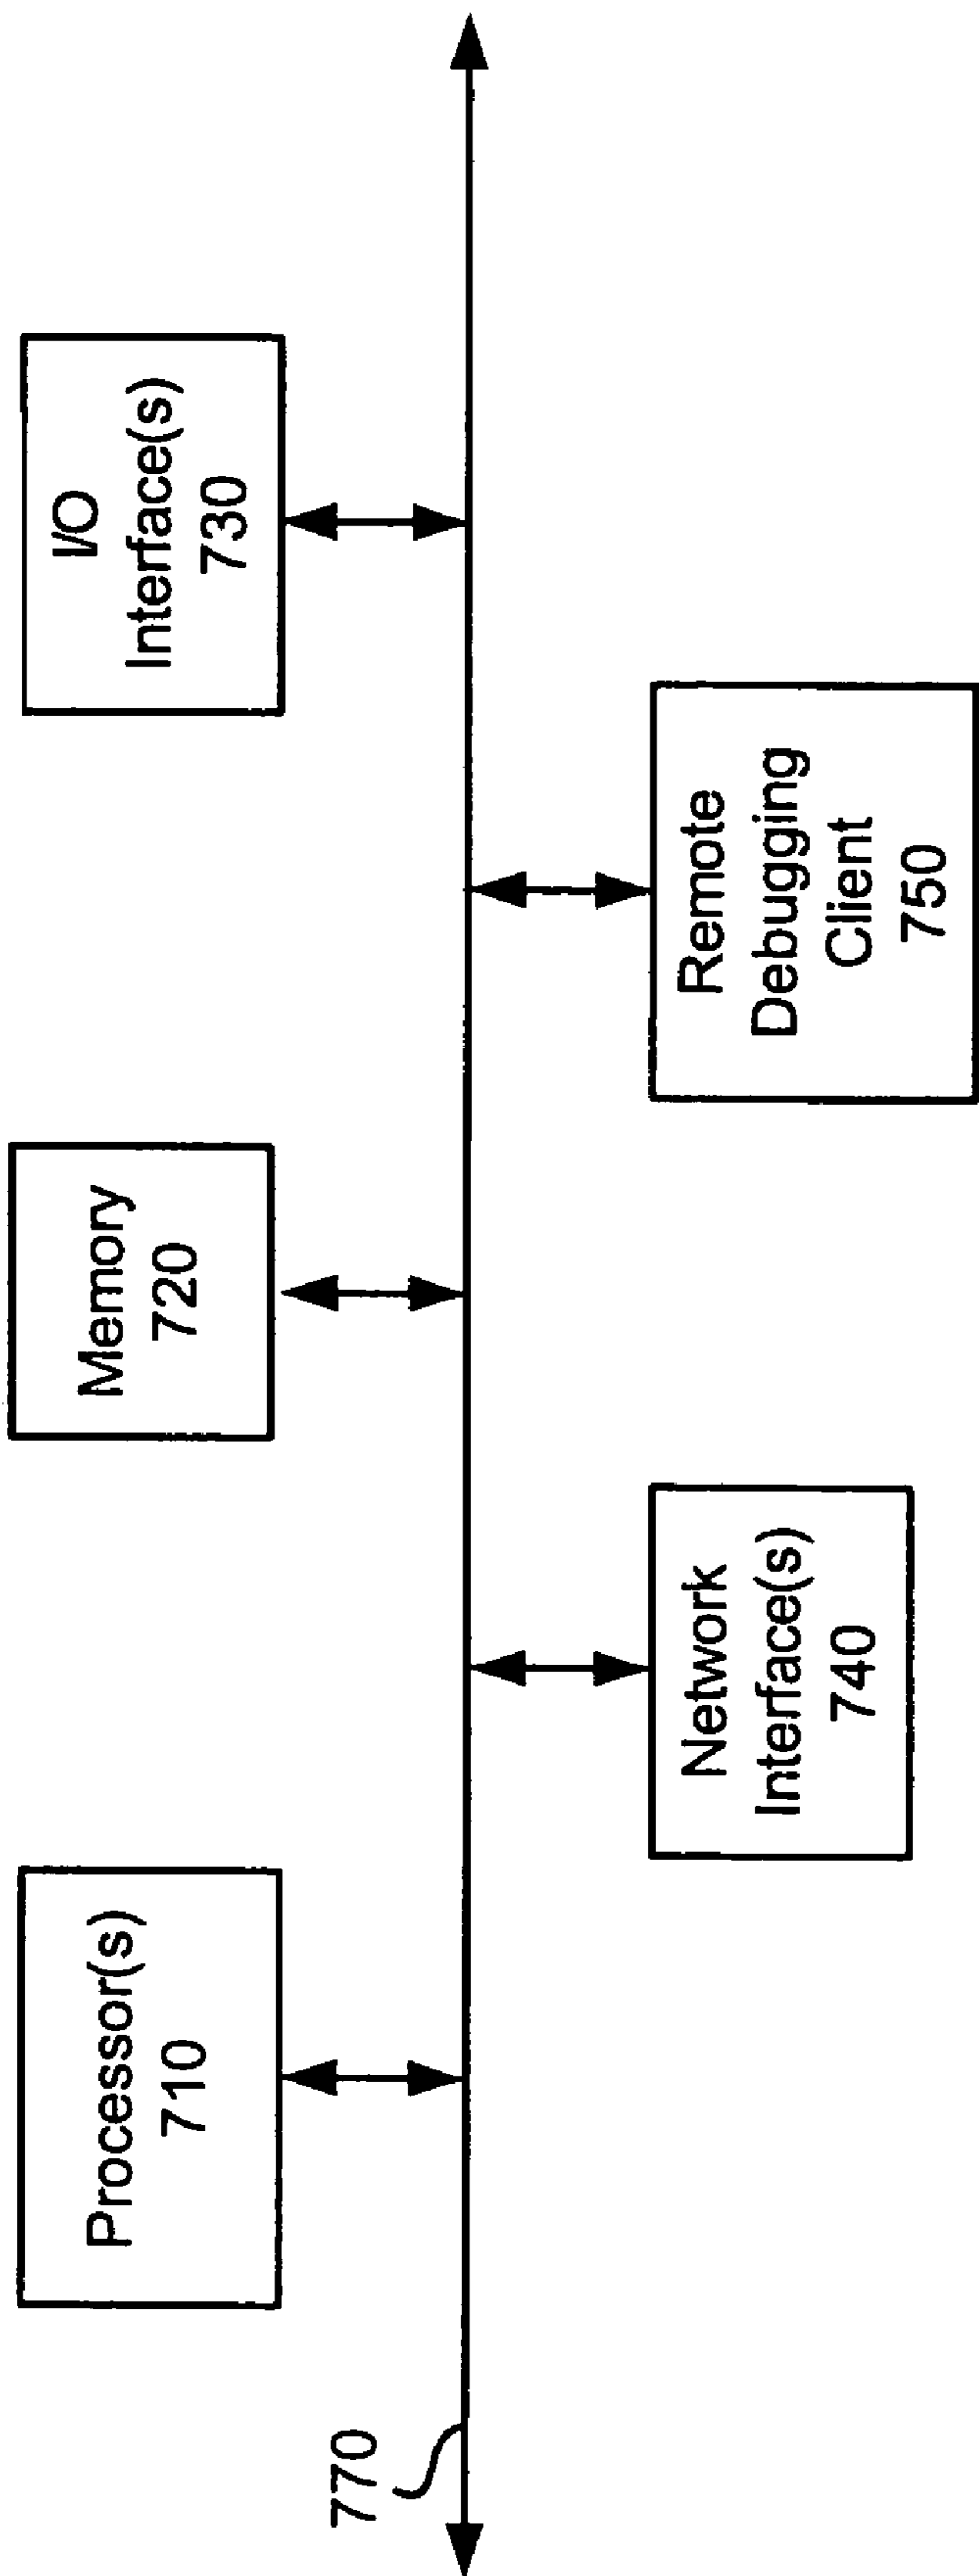 Processor(s)
710
Memory
720
I/O
Interface(s)
730
770
Network
Interface(s)
740
Remote
Debugging
Client
750